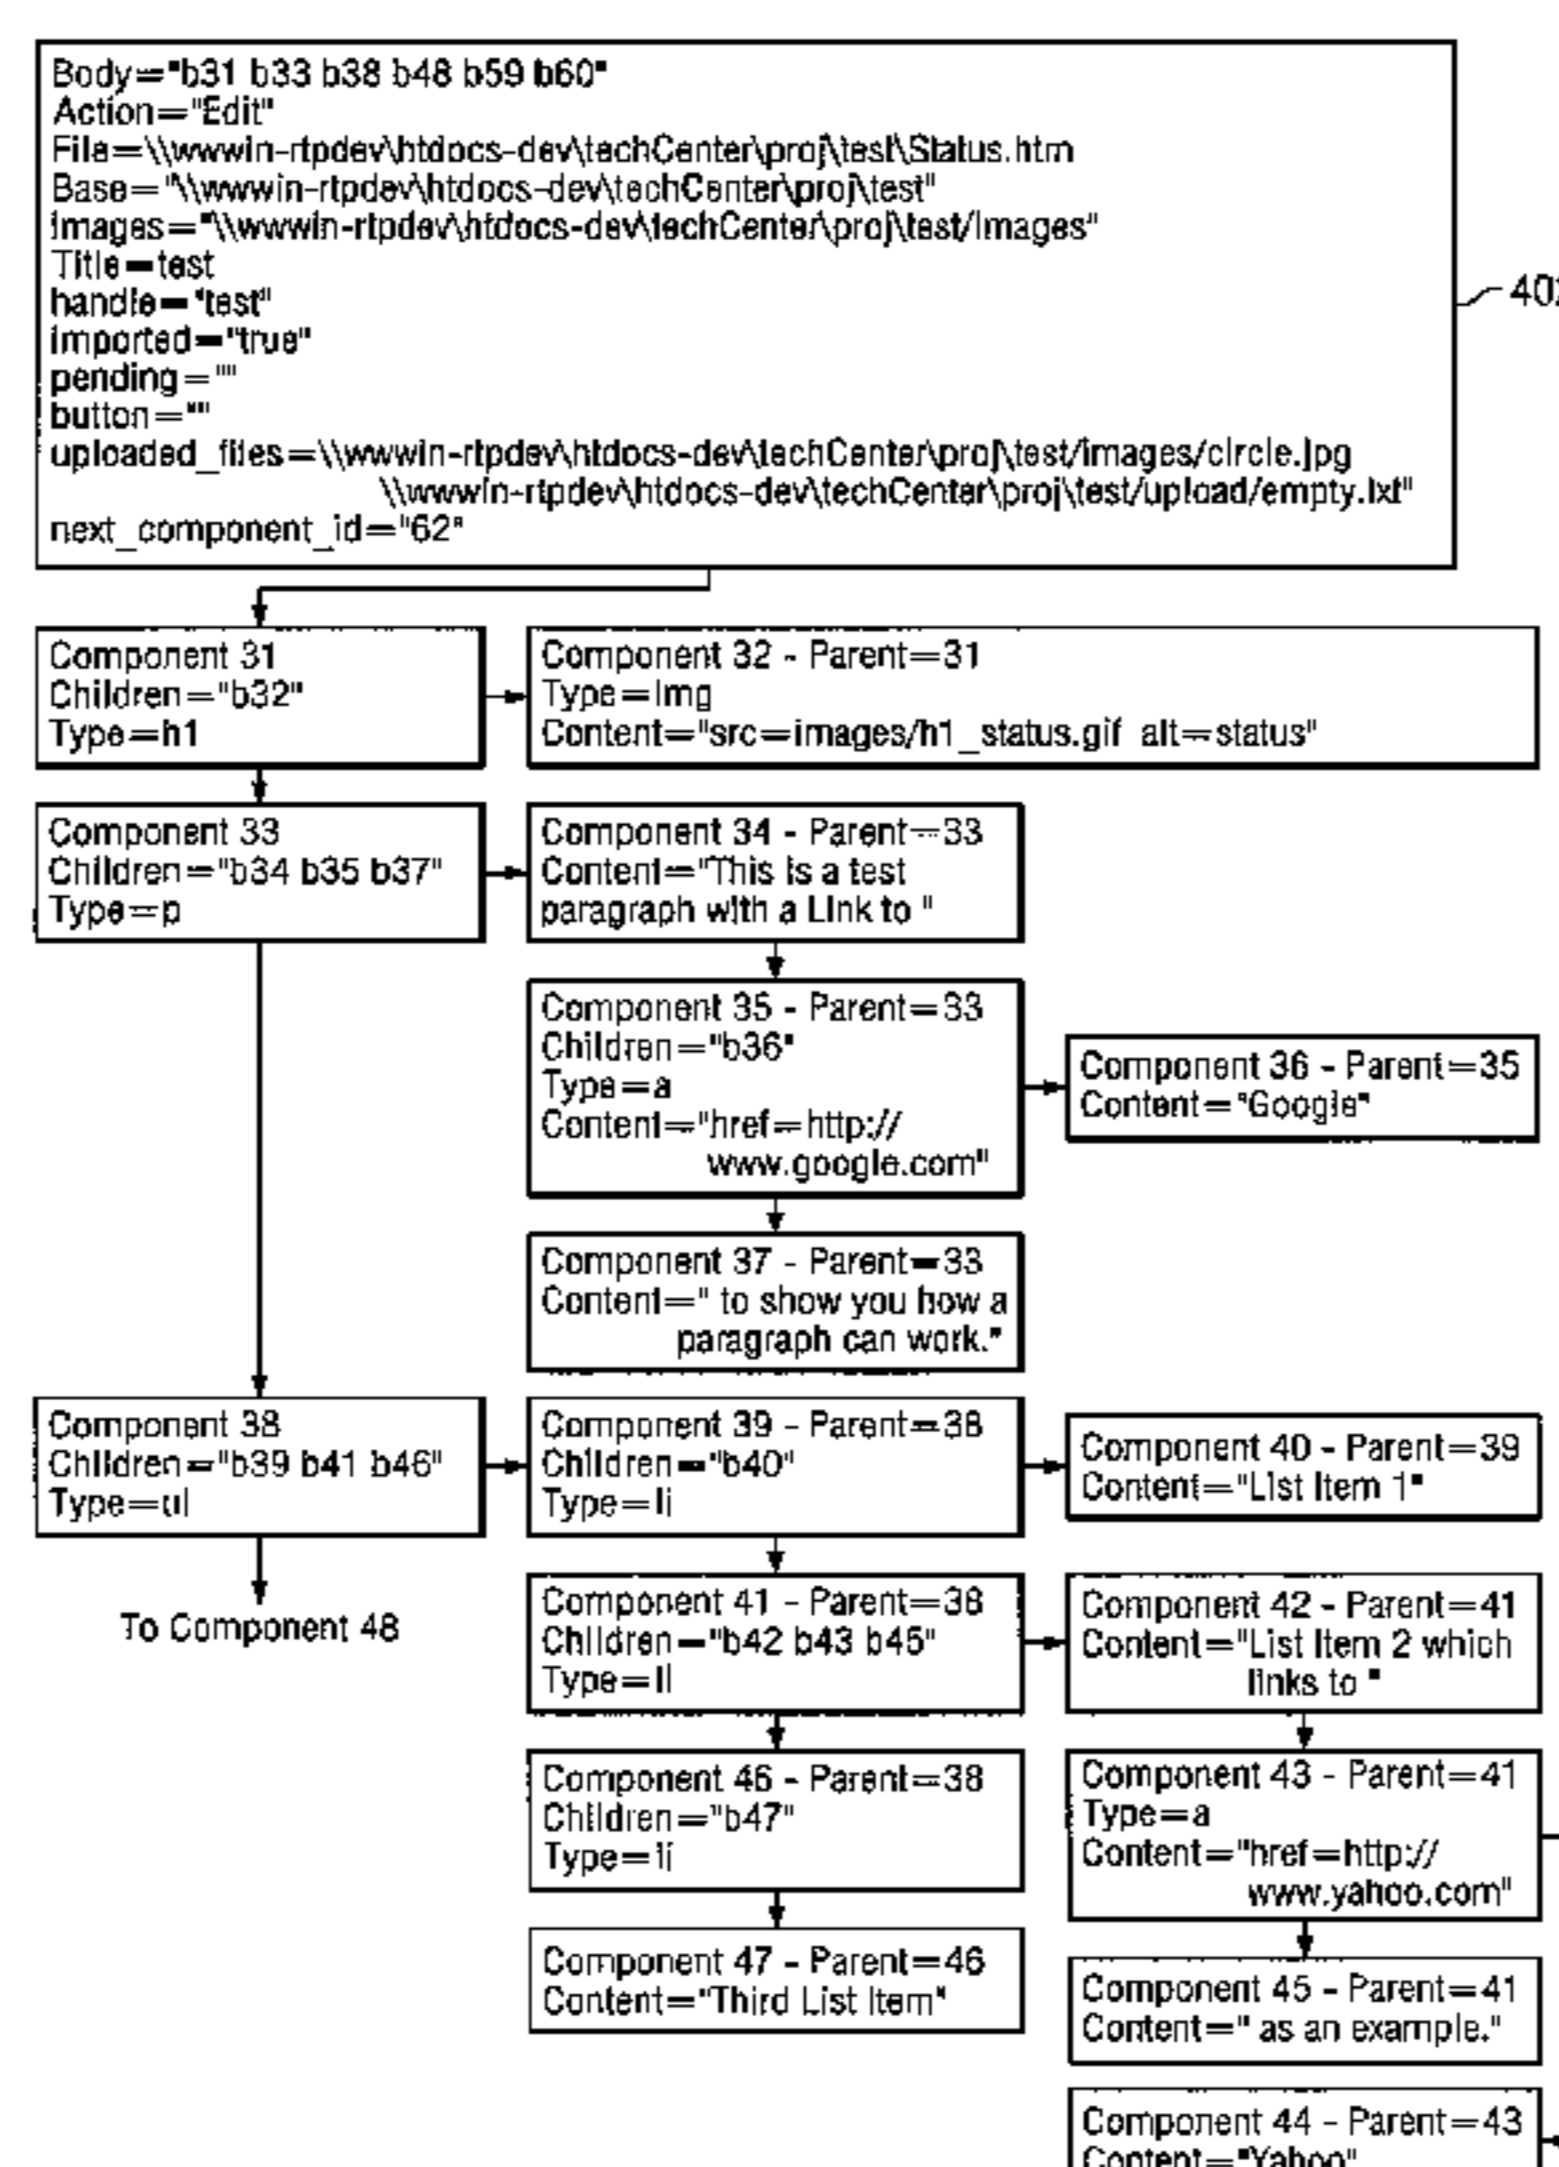 Body="b31 b33 b38 b48 b59 b60"
Action="Edit"
File=\\wwwin-rtpdev\htdocs-dev\techCenter\proj\test\Status.htm
Base="\\wwwin-rtpdev\htdocs-dev\techCenter\proj\test"
images="\\wwwin-rtpdev\htdocs-dev\techCenter\proj\test/images"
Title=test
handle="test"
imported="true"
pending=""
button=""
uploaded_files=\\wwwin-rtpdev\htdocs-dev\techCenter\proj\test/images/circle.jpg
\\wwwin-rtpdev\htdocs-dev\techCenter\proj\test/upload/empty.txt"
next_component_id="62"
Component 31
Children="b32"
Type=h1
Component 32 - Parent=31
Type=img
Content="src=images/h1_status.gif alt=status"
Component 33
Children="b34 b35 b37"
Type=p
Component 34 - Parent=33
Content="This is a test
paragraph with a Link to "
Component 35 - Parent=33
Children="b36"
Type=a
Content="href=http://
www.google.com"
Component 36 - Parent=35
Content="Google"
Component 37 - Parent=33
Content=" to show you how a
paragraph can work."
Component 38
Children="b39 b41 b46"
Type=ul
To Component 48
Component 39 - Parent=38
Children="b40"
Type=li
Component 40 - Parent=39
Content="List Item 1"
Component 41 - Parent=38
Children="b42 b43 b45"
Type=li
Component 42 - Parent=41
Content="List Item 2 which
links to "
Component 46 - Parent=38
Children="b47"
Type=li
Component 43 - Parent=41
Type=a
Content="href=http://
www.yahoo.com"
Component 47 - Parent=46
Content="Third List Item"
Component 45 - Parent=41
Content=" as an example."
Component 44 - Parent=43
Content="Yahoo"